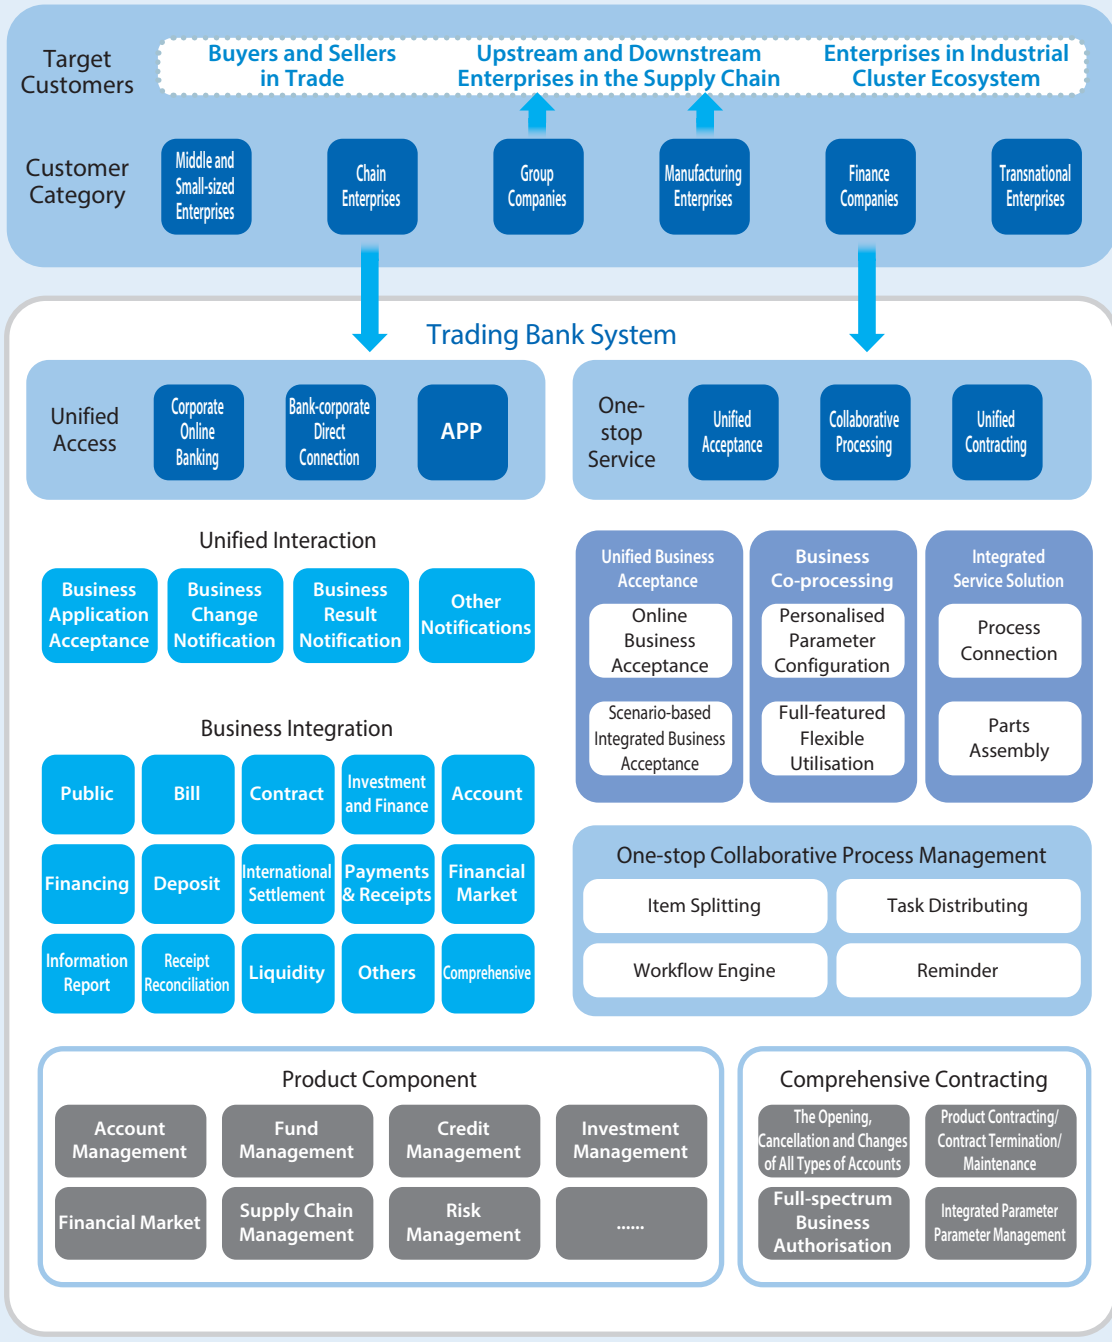 Target
Customers
Buyers and Sellers
in Trade
Upstream and Downstream
Enterprises in the Supply Chain
Enterprises in Industrial
Cluster Ecosystem
Customer
Category
Middle and
Small-sized
Enterprises
Chain
Enterprises
Group
Companies
Manufacturing
Enterprises
Finance
Companies
Transnational
Enterprises
Trading Bank System
Unified
Access
Corporate
Online
Banking
Bank-corporate
Direct
Connection
APP
One-
stop
Service
Unified
Acceptance
Collaborative
Processing
Unified
Contracting
Unified Interaction
Business
Application
Acceptance
Business
Change
Notification
Business
Result
Notification
Other
Notifications
Business Integration
Public
Bill
Contract
Investment
and Finance
Account
Financing
Deposit
International
Settlement
Payments
& Receipts
Financial
Market
Information
Report
Receipt
Reconciliation
Liquidity
Others
Comprehensive
Unified Business
Acceptance
Online
Business
Acceptance
Scenario-based
Integrated Business
Acceptance
Business
Co-processing
Personalised
Parameter
Configuration
Full-featured
Flexible
Utilisation
Integrated
Service Solution
Process
Connection
Parts
Assembly
One-stop Collaborative Process Management
Item Splitting
Task Distributing
Workflow Engine
Reminder
Product Component
Account
Management
Fund
Management
Credit
Management
Investment
Management
Financial Market
Supply Chain
Management
Risk
Management
......
Comprehensive Contracting
The Opening,
Cancellation and Changes
of All Types of Accounts
Product Contracting/
Contract Termination/
Maintenance
Full-spectrum
Business
Authorisation
Integrated Parameter
Parameter Management